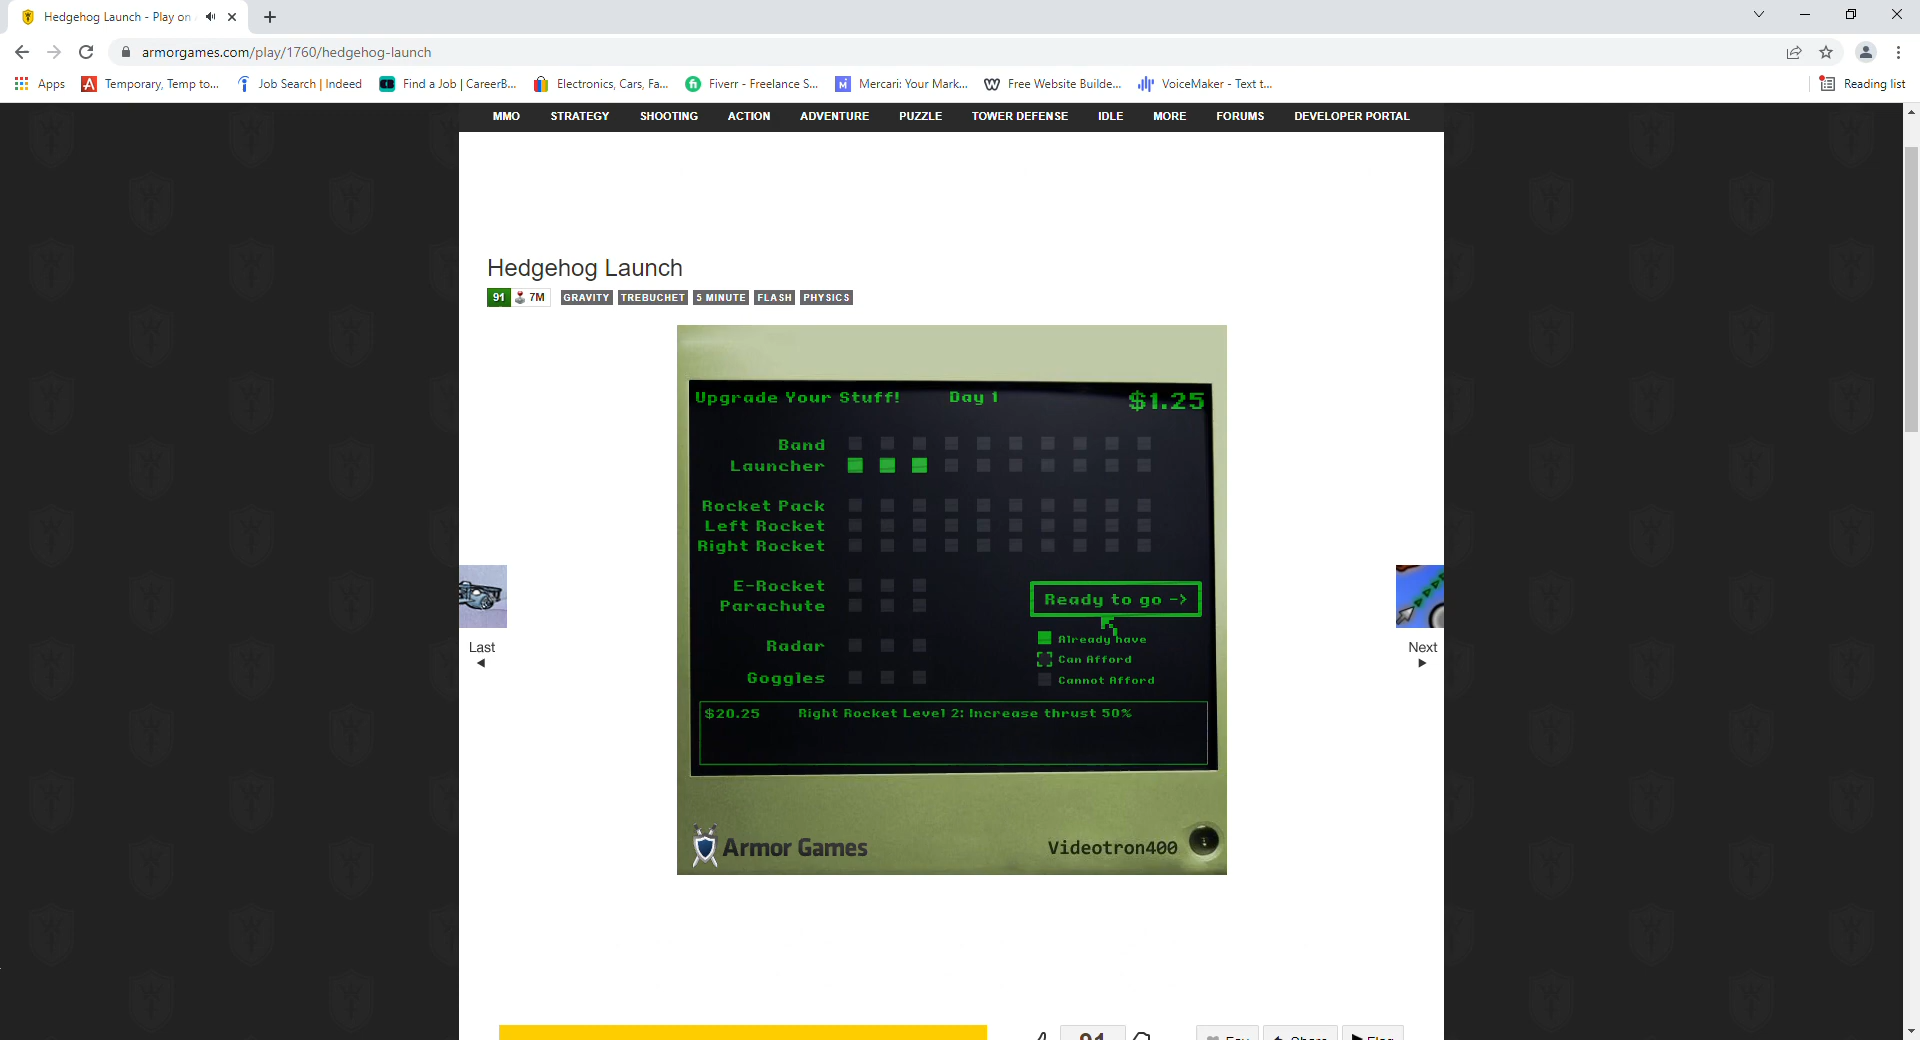 Hedgehog Launch - Play on
armorgames.com/play/1760/hedgehog-launch
Apps
Temporary, Temp to...
Job Search | Indeed
Find a Job | CareerB...
Electronics, Cars, Fa...
Fiverr - Freelance S...
Mercari: Your Mark...
Free Website Builde...
VoiceMaker - Text t...
Reading list
MMO STRATEGY SHOOTING ACTION ADVENTURE PUZZLE TOWER DEFENSE IDLE MORE FORUMS DEVELOPER PORTAL
Hedgehog Launch
91 7M GRAVITY TREBUCHET 5 MINUTE FLASH PHYSICS
Upgrade Your Stuff! Day 1 $1.25
Band
Launcher
Rocket Pack
Left Rocket
Right Rocket
E-Rocket
Parachute
Radar
Goggles
Ready to go ->
Already have
Can Afford
Cannot Afford
$20.25 Right Rocket Level 2: Increase thrust 50%
Armor Games
Videotron400
Last
Next